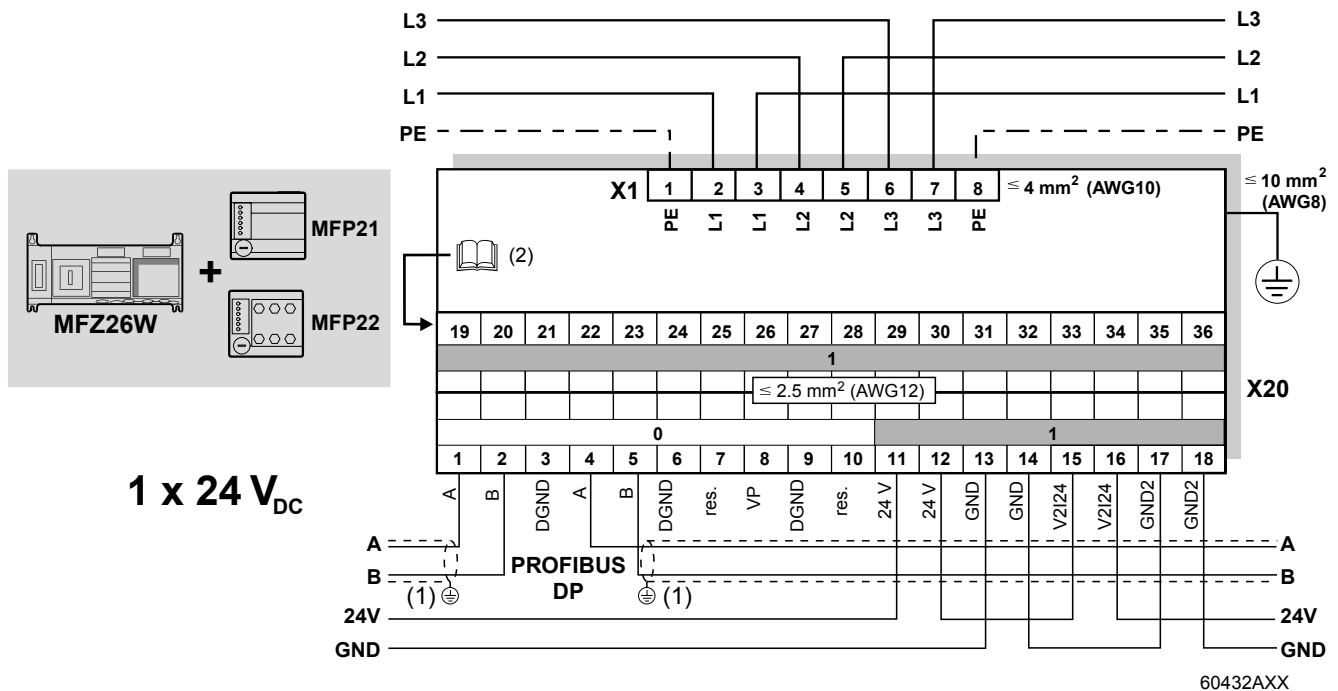 L3 L3
L2 L2
L1 L1
PE PE
X1 1 2 3 4 5 6 7 8 ≤ 4 mm² (AWG10)
≤ 10 mm²
(AWG8)
PE L1 L1 L2 L2 L3 L3 PE
MFP21
(2)
+
MFZ26W
MFP22
19 20 21 22 23 24 25 26 27 28 29 30 31 32 33 34 35 36
1
≤ 2.5 mm² (AWG12)
X20
0 1
1 2 3 4 5 6 7 8 9 10 11 12 13 14 15 16 17 18
A B DGND A B DGND res. VP DGND res. 24 V 24 V GND GND V2I24 V2I24 GND2 GND2
1 x 24 VDC
A A
B B
PROFIBUS
DP
(1) (1)
24V 24V
GND GND
60432AXX